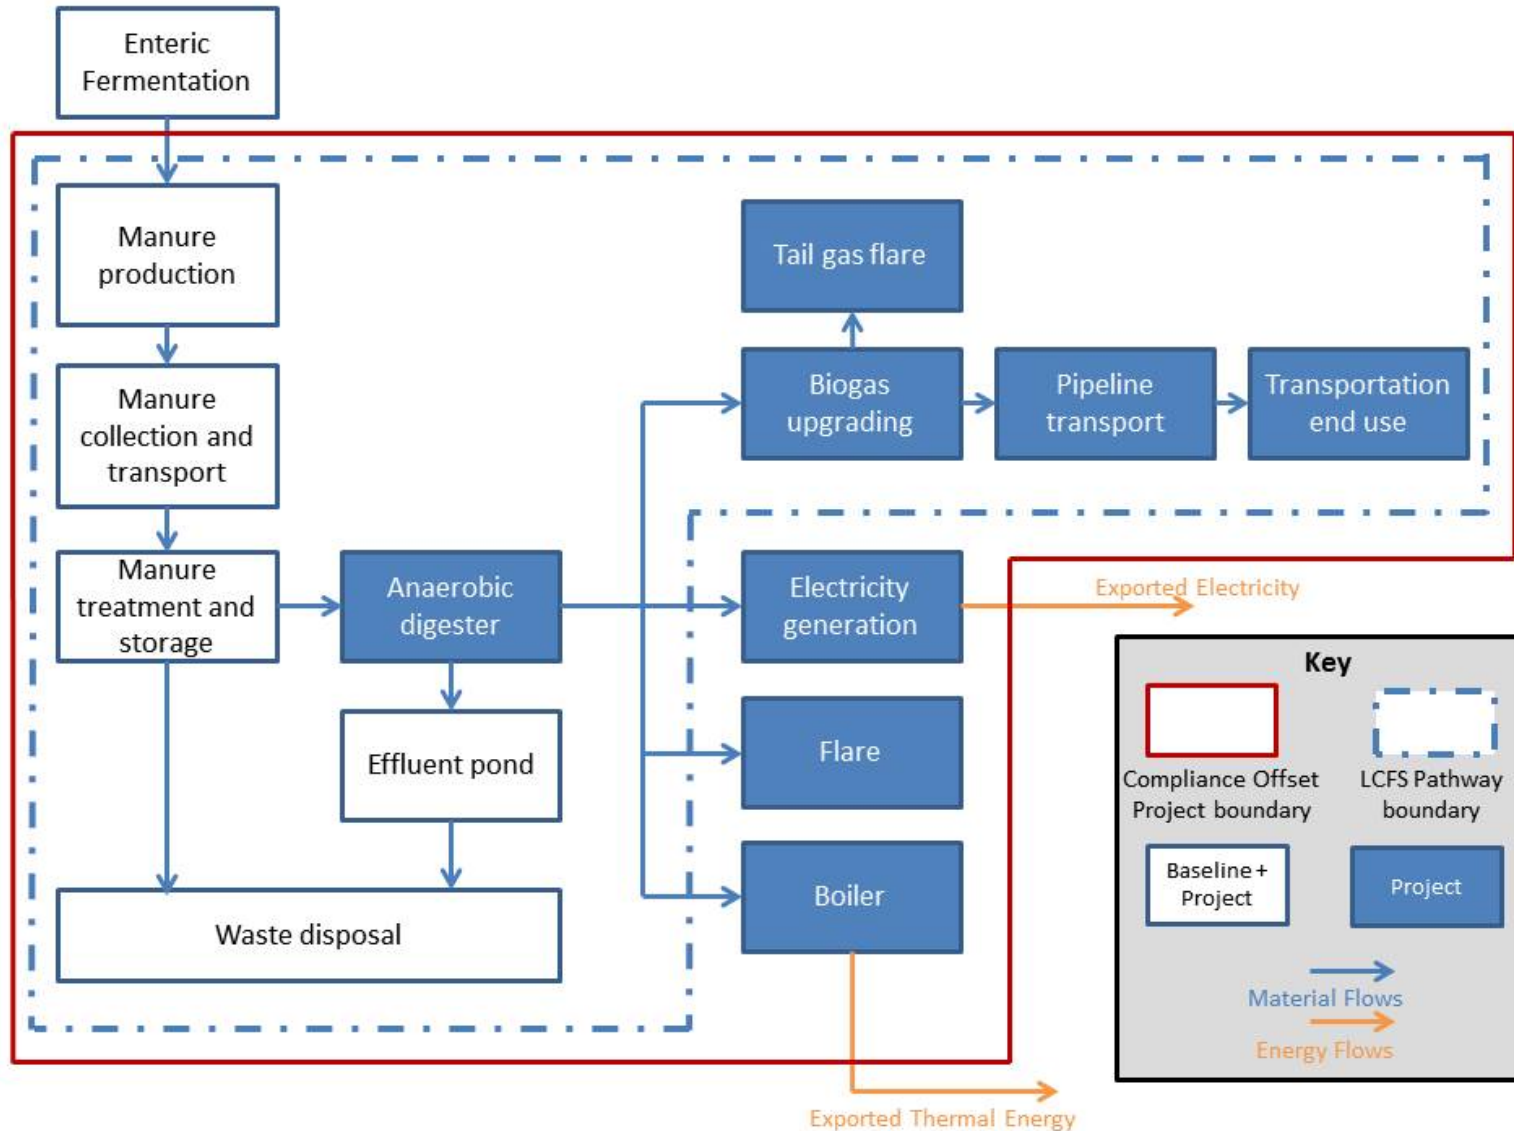 Enteric
Fermentation
Manure
production
Manure
collection and
transport
Manure
treatment and
storage
Anaerobic
digester
Effluent pond
Waste disposal
Tail gas flare
Biogas
upgrading
Pipeline
transport
Transportation
end use
Electricity
generation
Exported Electricity
Flare
Boiler
Exported Thermal Energy
Key
Compliance Offset
Project boundary
LCFS Pathway
boundary
Baseline +
Project
Project
Material Flows
Energy Flows